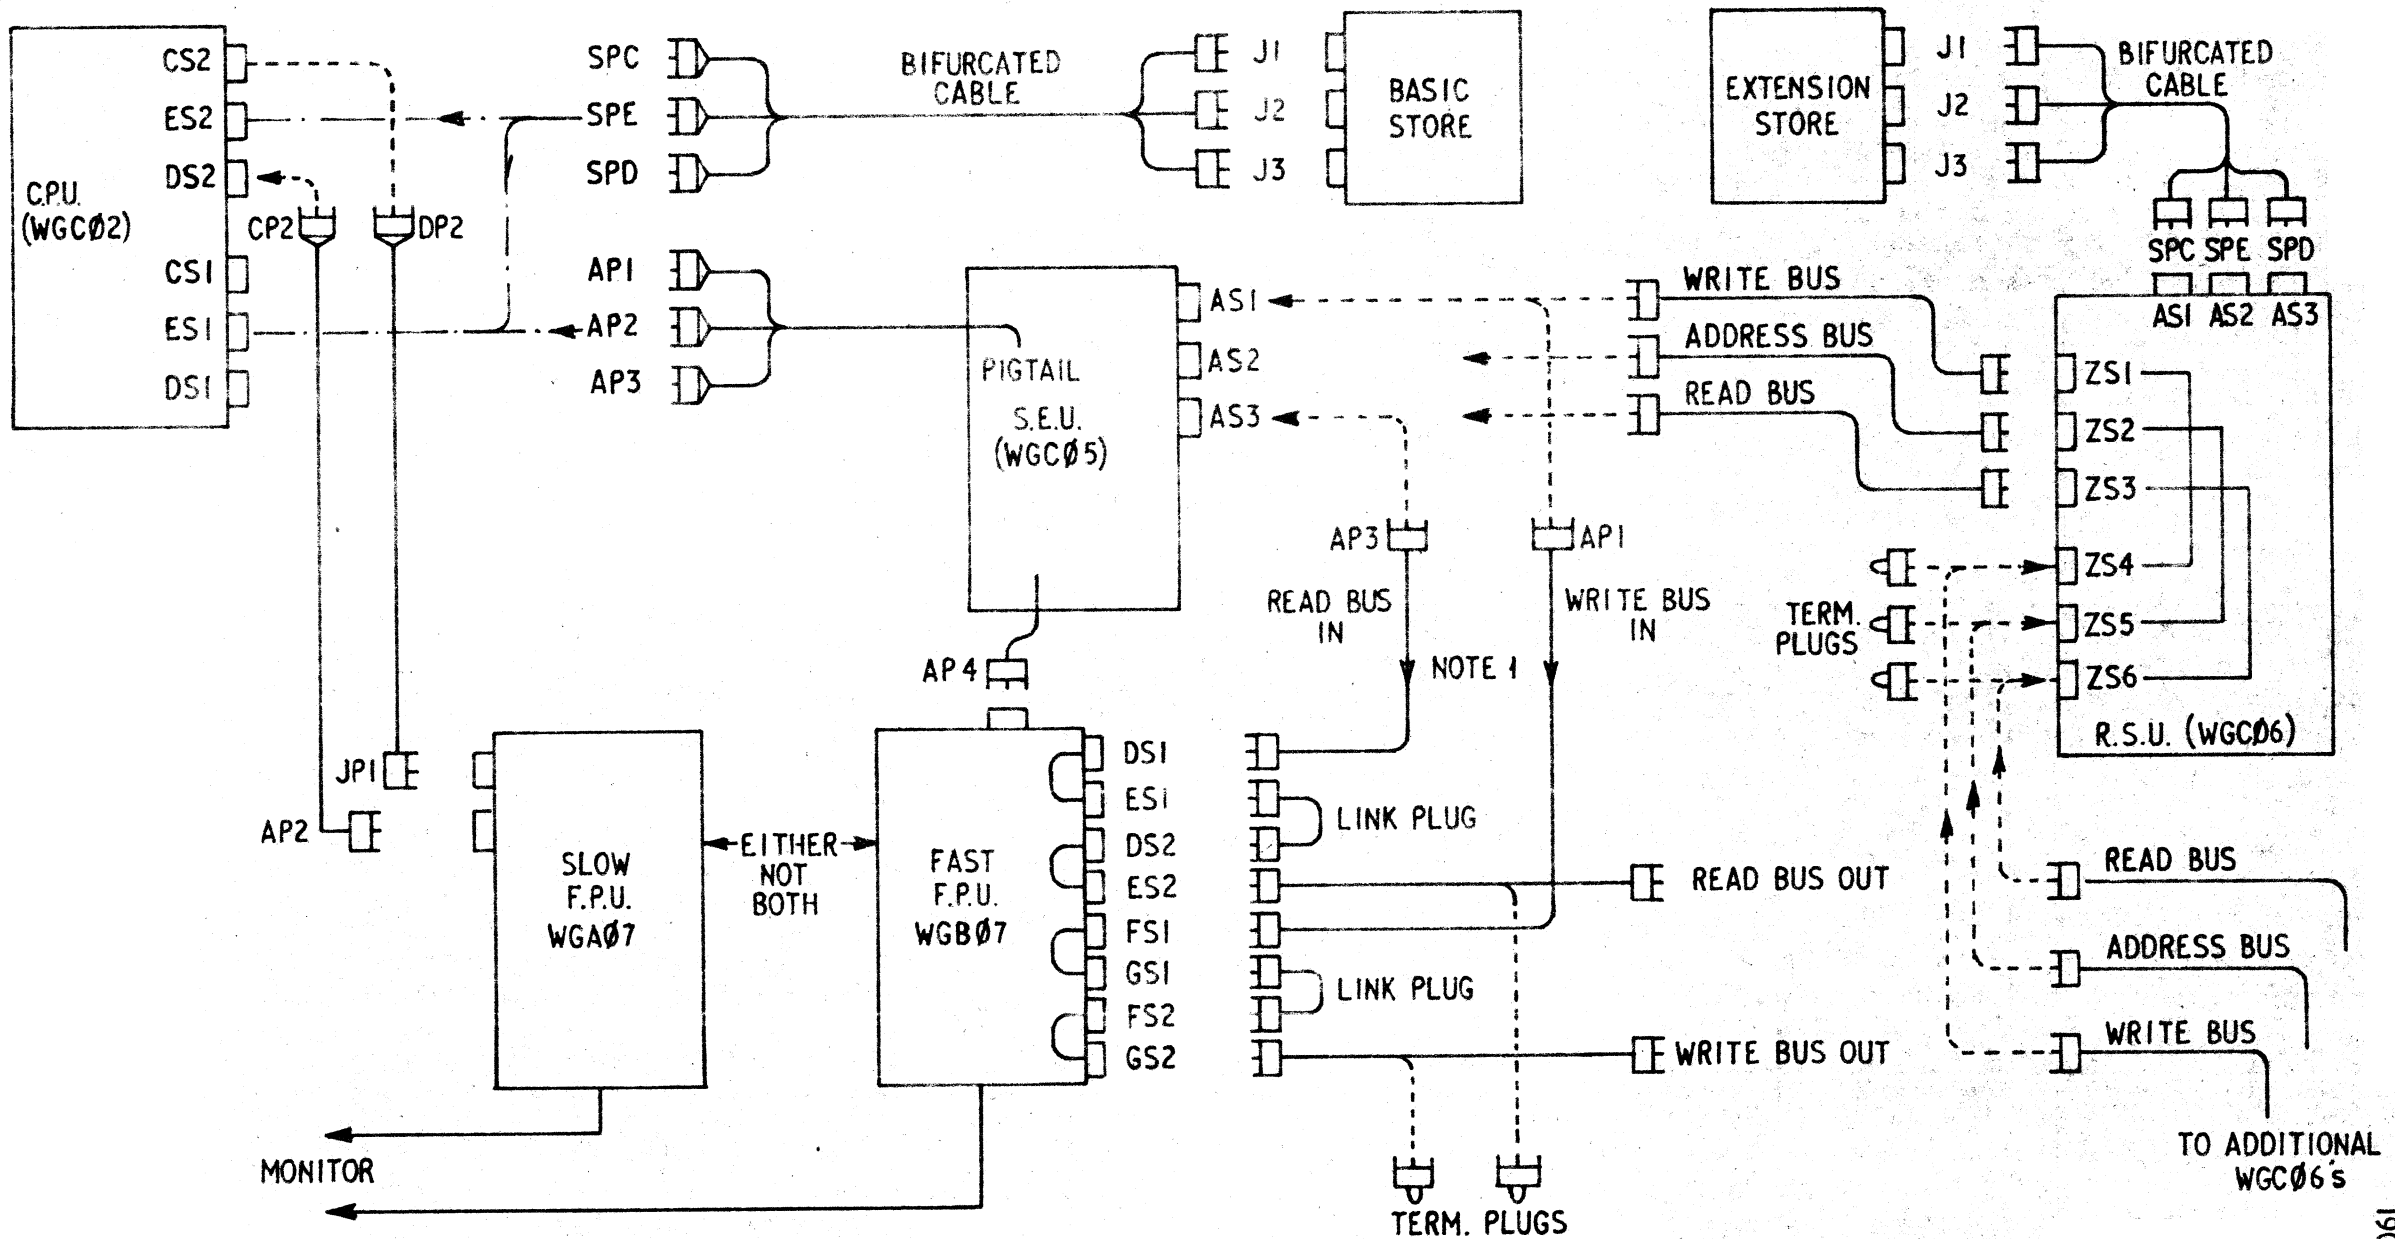 C.P.U.
(WGCØ2)
CS2
ES2
DS2
CS1
ES1
DS1
CP2
DP2
SPC
SPE
SPD
BIFURCATED
CABLE
J1
J2
J3
BASIC
STORE
EXTENSION
STORE
J1
J2
J3
BIFURCATED
CABLE
SPC SPE SPD
AS1 AS2 AS3
AP1
AP2
AP3
PIGTAIL
S.E.U.
(WGCØ5)
AS1
AS2
AS3
WRITE BUS
ADDRESS BUS
READ BUS
ZS1
ZS2
ZS3
ZS4
ZS5
ZS6
R.S.U. (WGCØ6)
TERM.
PLUGS
AP3
AP1
READ BUS
IN
WRITE BUS
IN
NOTE 1
AP4
JP1
AP2
SLOW
F.P.U.
WGAØ7
EITHER
NOT
BOTH
FAST
F.P.U.
WGBØ7
DS1
ES1
DS2
ES2
FS1
GS1
FS2
GS2
LINK PLUG
LINK PLUG
READ BUS OUT
WRITE BUS OUT
READ BUS
ADDRESS BUS
WRITE BUS
TO ADDITIONAL
WGCØ6's
MONITOR
TERM. PLUGS